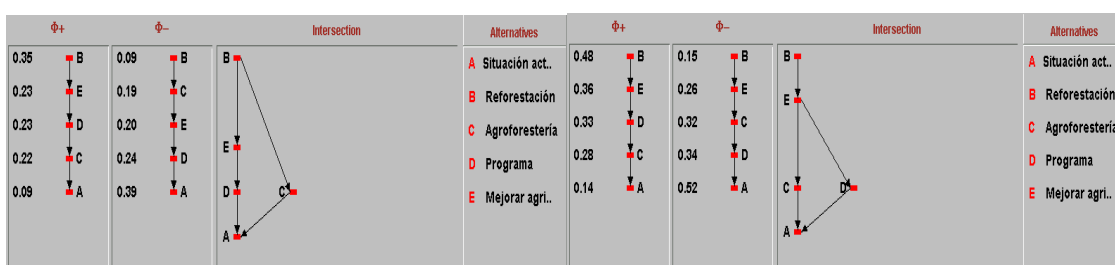 Φ+ Φ− Intersection Alternatives
0.35 B 0.09 B B
A Situación act..
0.23 E 0.19 C
B Reforestación
0.23 D 0.20 E
C Agroforestería
E
0.22 C 0.24 D
D Programa
0.09 A 0.39 A D C
E Mejorar agri..
A
Φ+ Φ− Intersection Alternatives
0.48 B 0.15 B B
A Situación act..
0.36 E 0.26 E E
B Reforestación
0.33 D 0.32 C
C Agroforestería
0.28 C 0.34 D
D Programa
0.14 A 0.52 A C D
E Mejorar agri..
A